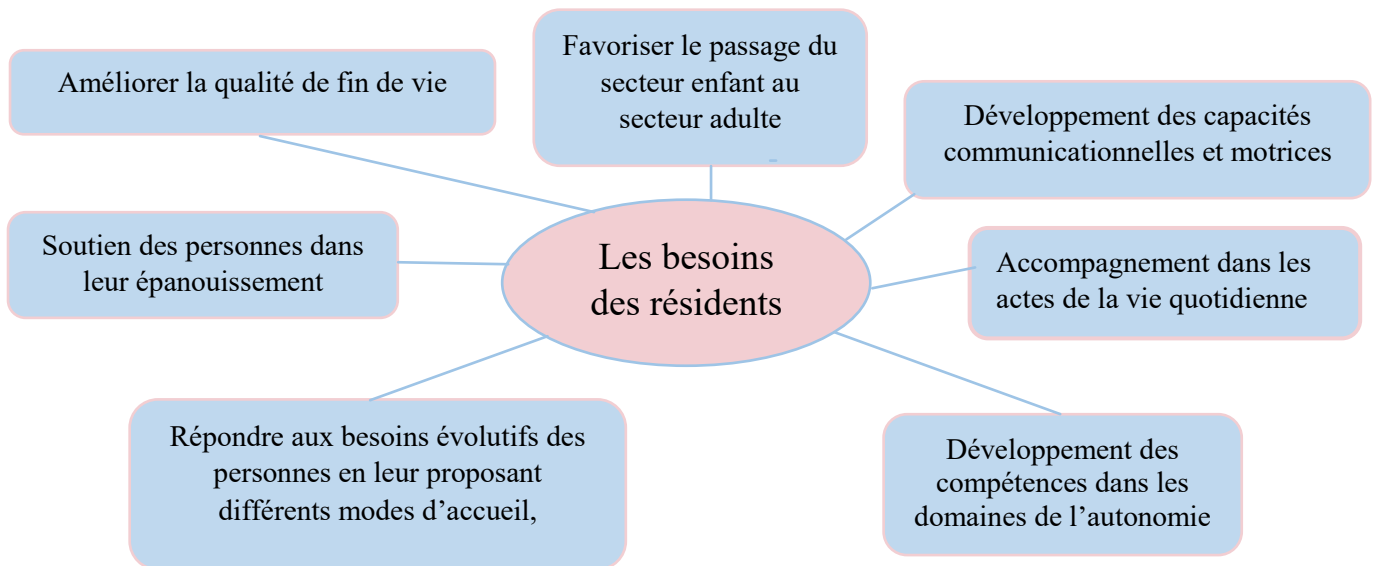 Améliorer la qualité de fin de vie
Favoriser le passage du
secteur enfant au
secteur adulte
Développement des capacités
communicationnelles et motrices
Soutien des personnes dans
leur épanouissement
Les besoins
des résidents
Accompagnement dans les
actes de la vie quotidienne
Répondre aux besoins évolutifs des
personnes en leur proposant
différents modes d’accueil,
Développement des
compétences dans les
domaines de l’autonomie